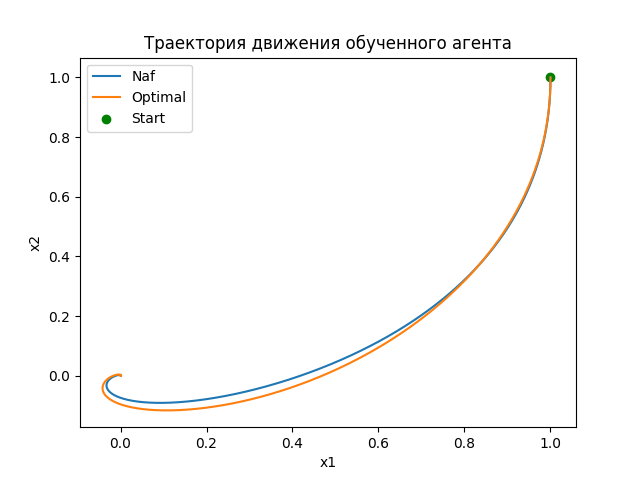 Траектория движения обученного агента
Naf
Optimal
Start
x2
1.0
0.8
0.6
0.4
0.2
0.0
0.0 0.2 0.4 0.6 0.8 1.0
x1